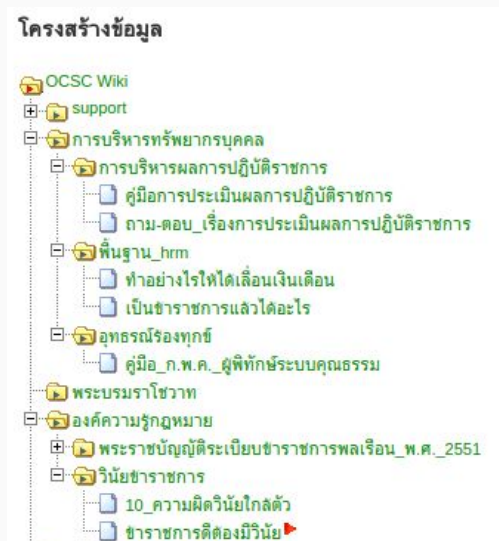 โครงสร้างข้อมูล
OCSC Wiki
support
การบริหารทรัพยากรบุคคล
การบริหารผลการปฏิบัติราชการ
คู่มือการประเมินผลการปฏิบัติราชการ
ถาม-ตอบ_เรื่องการประเมินผลการปฏิบัติราชการ
พื้นฐาน_hrm
ทำอย่างไรให้ได้เลื่อนเงินเดือน
เป็นข้าราชการแล้วได้อะไร
อุทธรณ์ร้องทุกข์
คู่มือ_ก.พ.ค._ผู้พิทักษ์ระบบคุณธรรม
พระบรมราโชวาท
องค์ความรู้กฎหมาย
พระราชบัญญัติระเบียบข้าราชการพลเรือน_พ.ศ._2551
วินัยข้าราชการ
10_ความผิดวินัยใกล้ตัว
ข้าราชการดีต้องมีวินัย